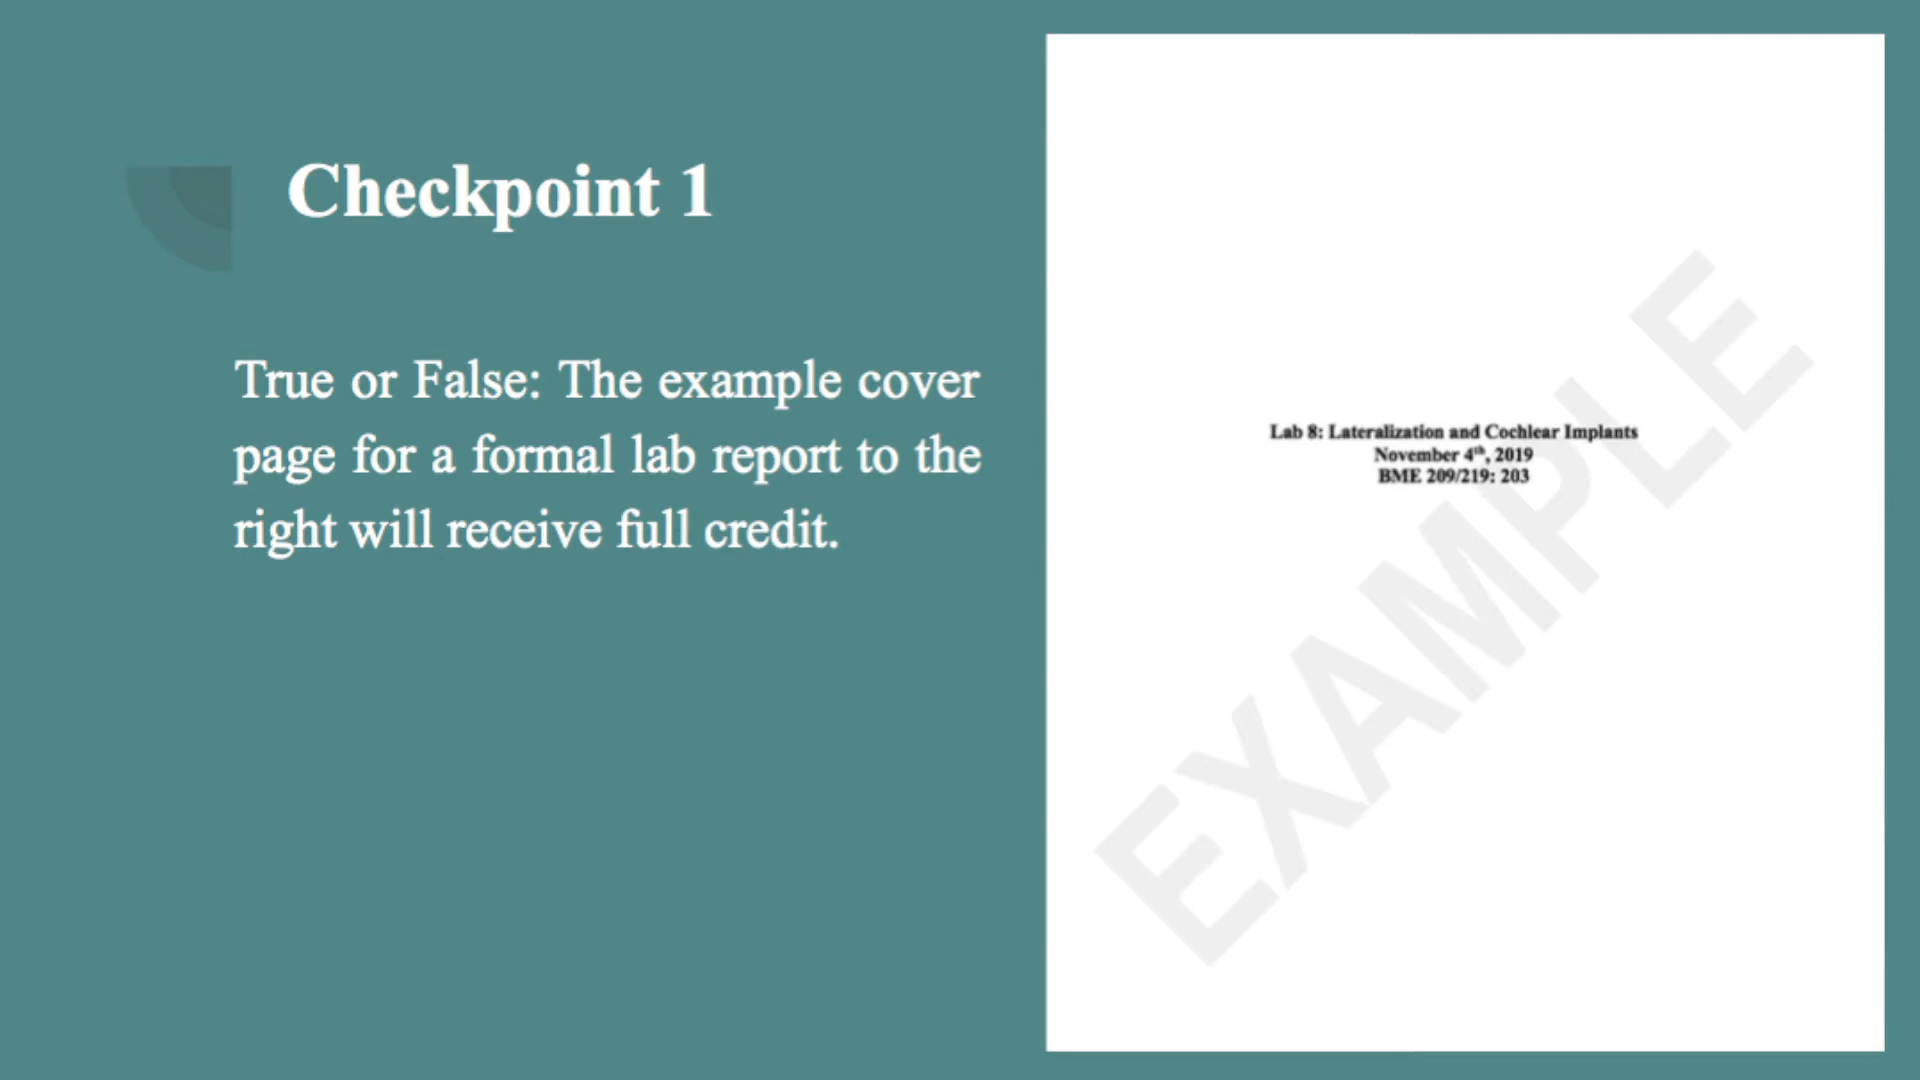 Checkpoint 1
True or False: The example cover
page for a formal lab report to the
right will receive full credit.
Lab 8: Lateralization and Cochlear Implants
November 4th, 2019
BME 209/219: 203
EXAMPLE